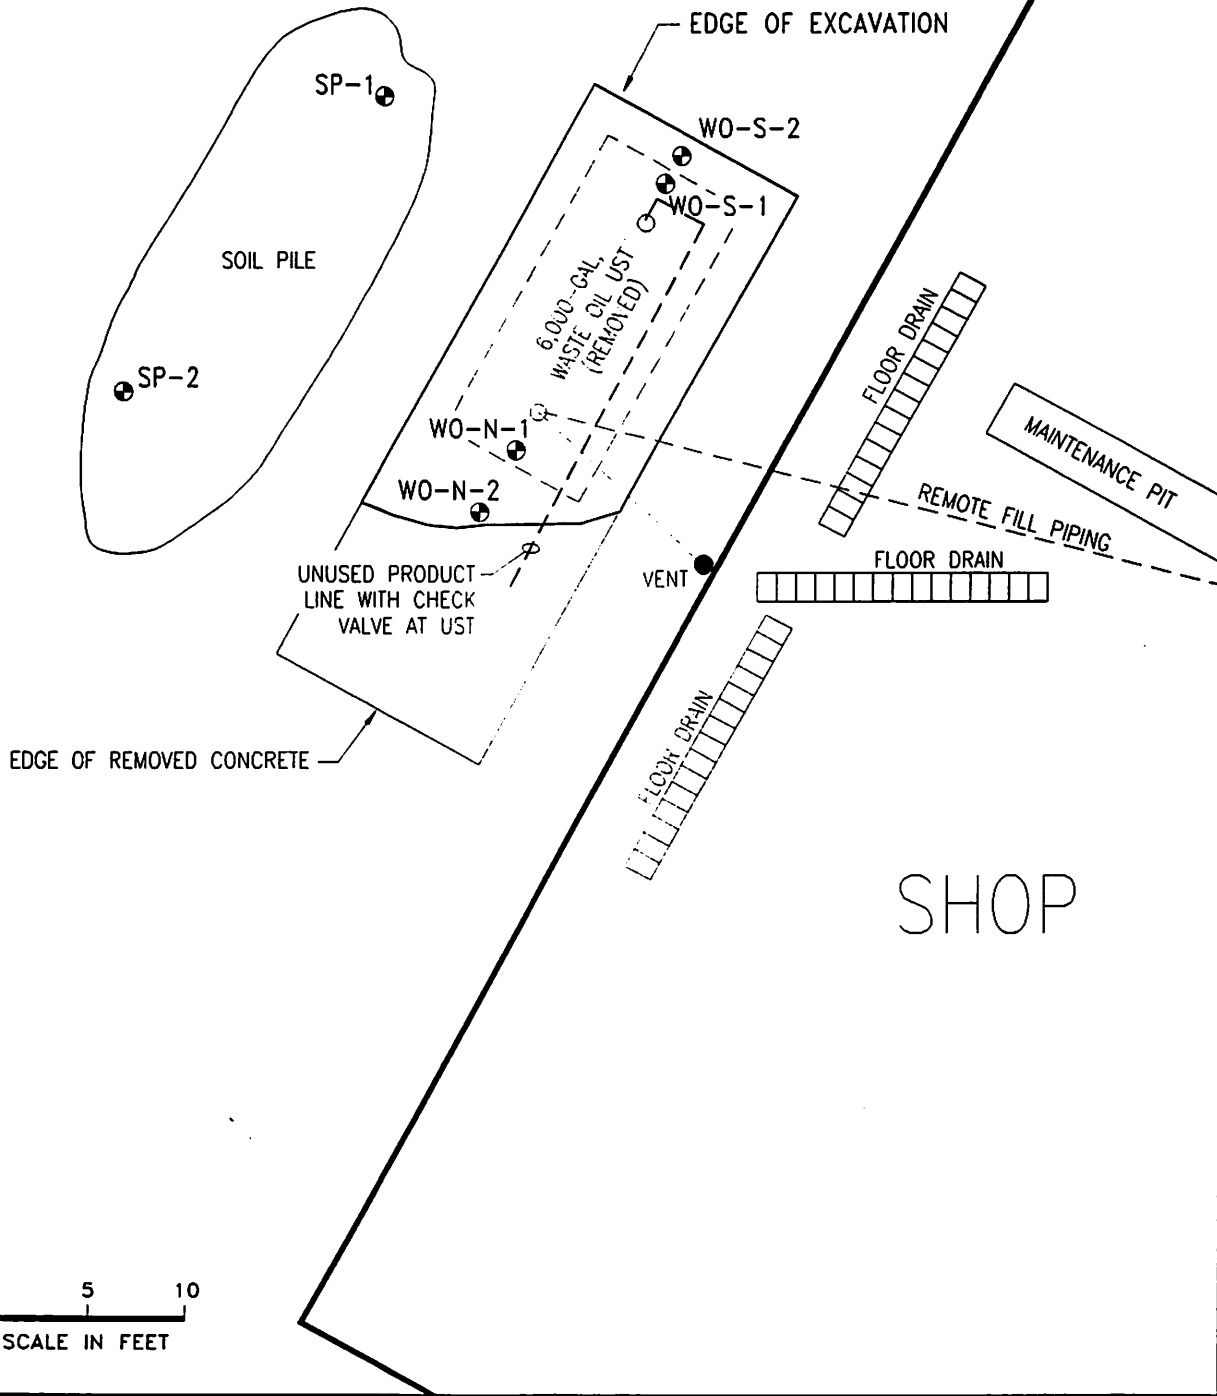 EDGE OF EXCAVATION
SP-1
WO-S-2
WO-S-1
SOIL PILE
6,000-GAL,
WASTE OIL UST
(REMOVED)
FLOOR DRAIN
SP-2
WO-N-1
MAINTENANCE PIT
WO-N-2
REMOTE FILL PIPING
FLOOR DRAIN
UNUSED PRODUCT
LINE WITH CHECK
VALVE AT UST
VENT
FLOOR DRAIN
EDGE OF REMOVED CONCRETE
SHOP
5 10
SCALE IN FEET